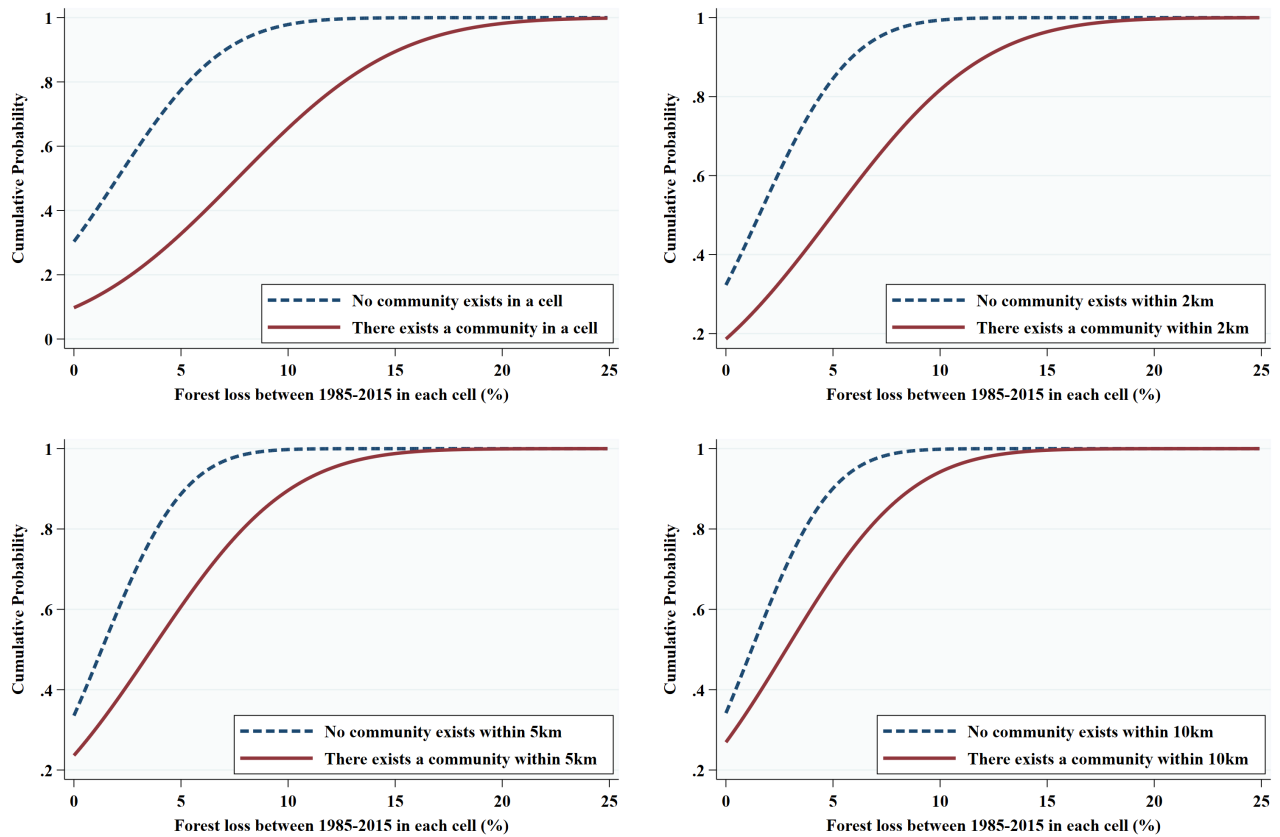 Cumulative Probability
1
.8
.6
.4
.2
0
No community exists in a cell
There exists a community in a cell
0 5 10 15 20 25
Forest loss between 1985-2015 in each cell (%)
Cumulative Probability
1
.8
.6
.4
.2
No community exists within 2km
There exists a community within 2km
0 5 10 15 20 25
Forest loss between 1985-2015 in each cell (%)
Cumulative Probability
1
.8
.6
.4
.2
No community exists within 5km
There exists a community within 5km
0 5 10 15 20 25
Forest loss between 1985-2015 in each cell (%)
Cumulative Probability
1
.8
.6
.4
.2
No community exists within 10km
There exists a community within 10km
0 5 10 15 20 25
Forest loss between 1985-2015 in each cell (%)